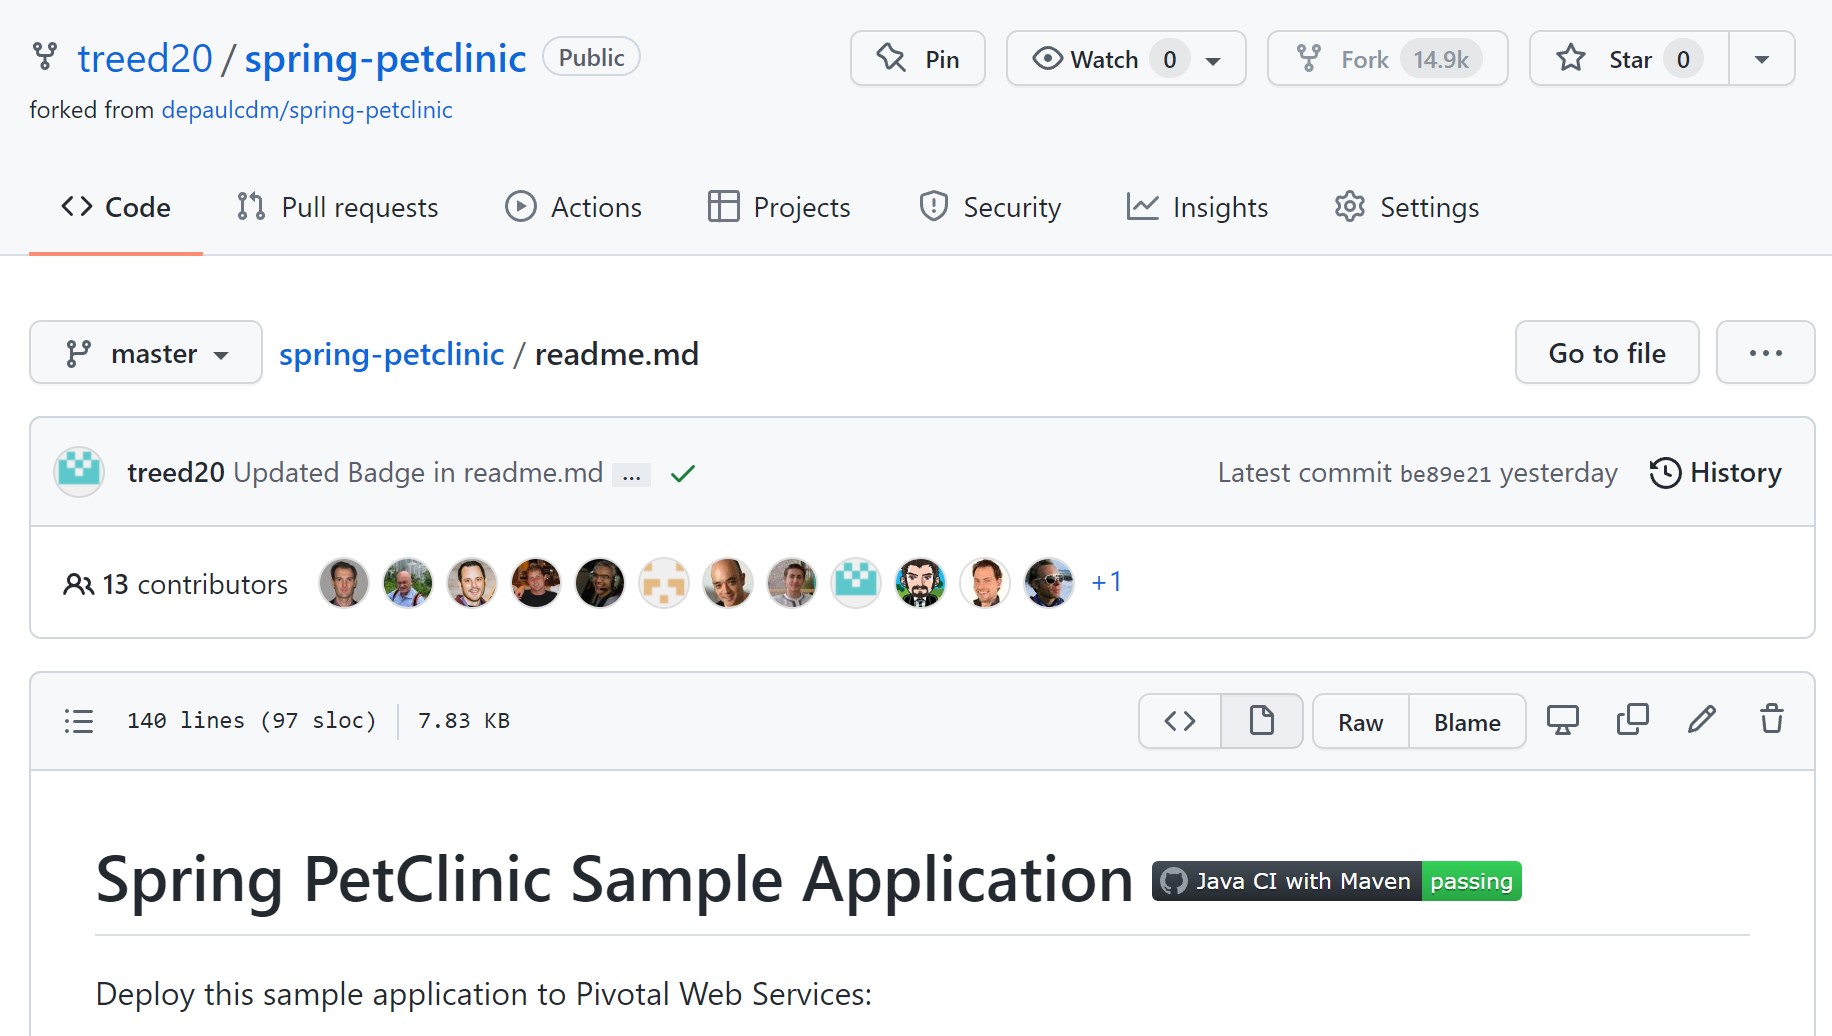 treed20 / spring-petclinic Public Pin Watch 0 Fork 14.9k Star 0
forked from depaulcdm/spring-petclinic
Code Pull requests Actions Projects Security Insights Settings
master spring-petclinic / readme.md Go to file ...
treed20 Updated Badge in readme.md ... Latest commit be89e21 yesterday History
13 contributors +1
140 lines (97 sloc) 7.83 KB <> Raw Blame
Spring PetClinic Sample Application Java CI with Maven passing
Deploy this sample application to Pivotal Web Services: